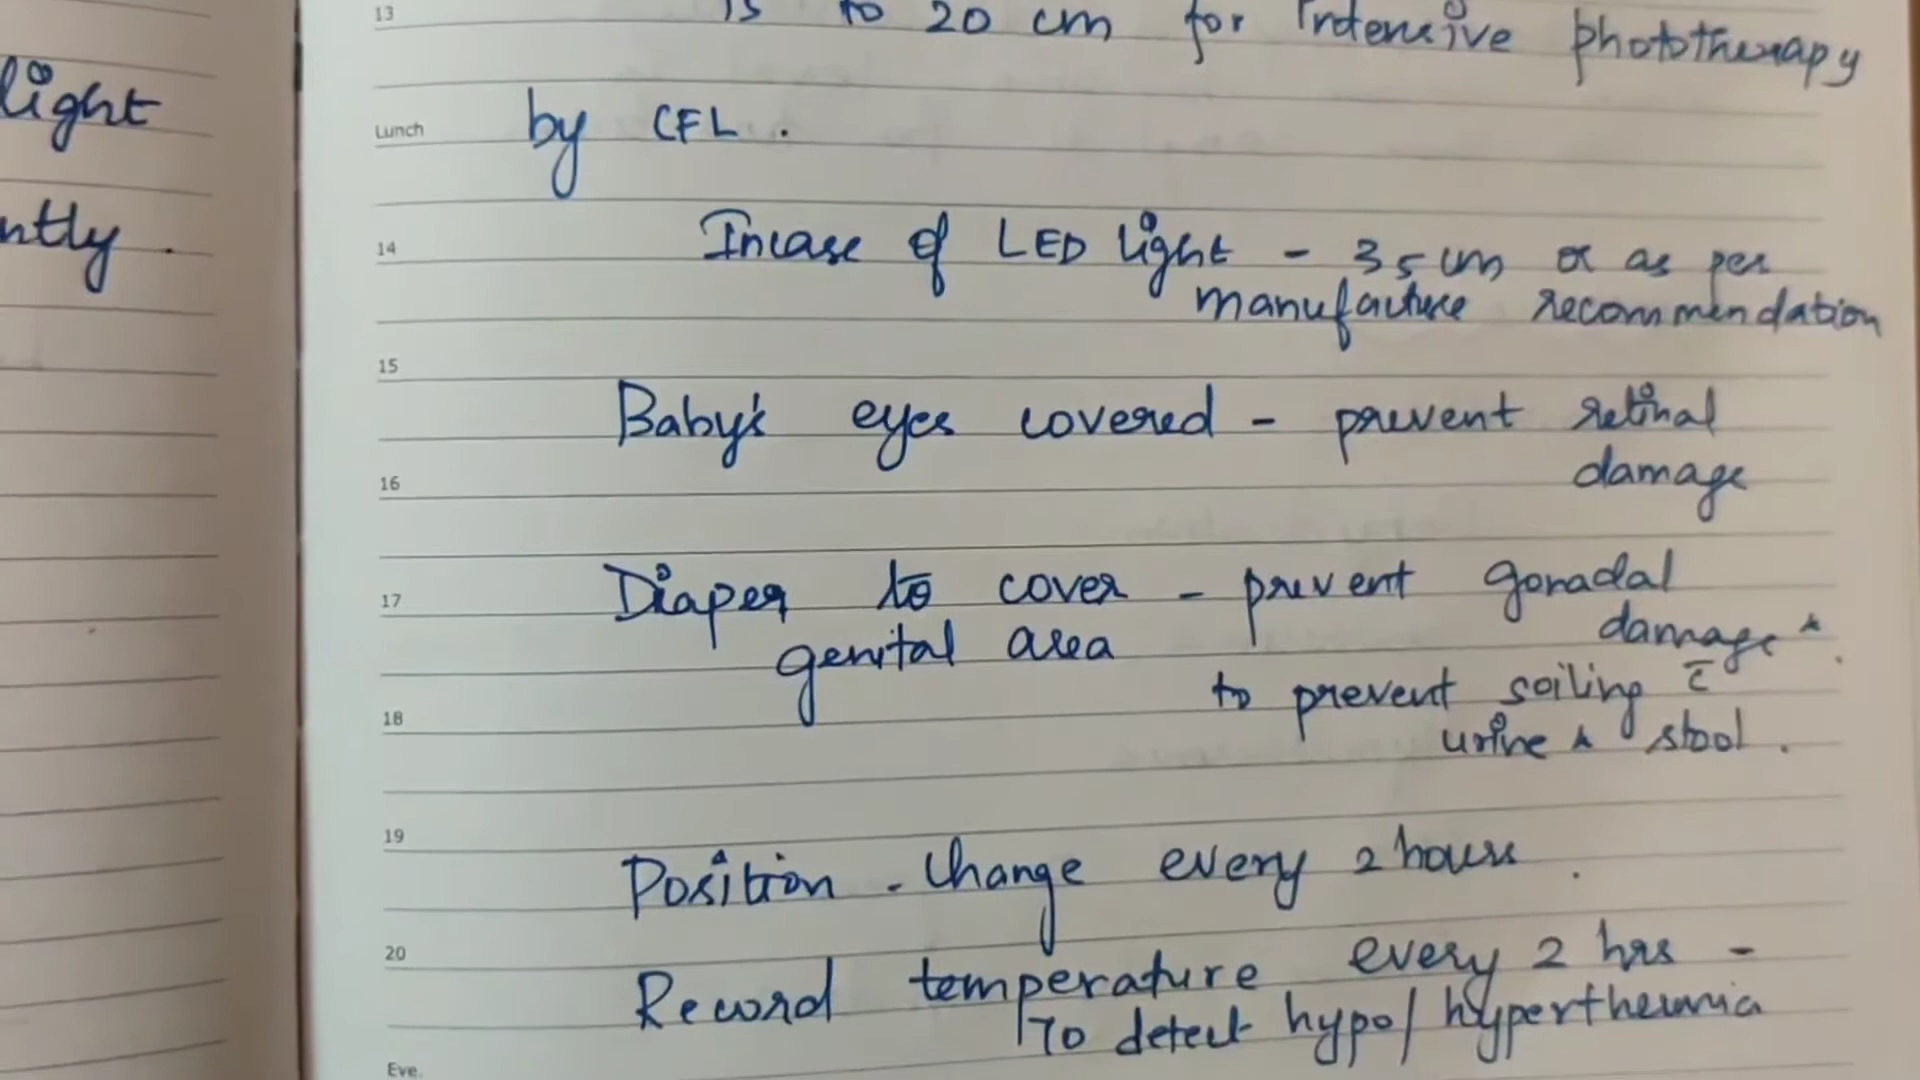 light
ntly.
13
15 to 20 cm for Intensive phototherapy
Lunch
by CFL.
14
Incase of LED light - 35 cm or as per
manufacture recommendation
15
Baby's eyes covered - prevent retinal
damage
16
17
Diaper to cover - prevent gonadal
genital area damage &
to prevent soiling c̄
18
urine & stool.
19
Position - Change every 2 hours.
20
Record temperature every 2 hrs -
To detect hypo/hyperthermia
Eve.